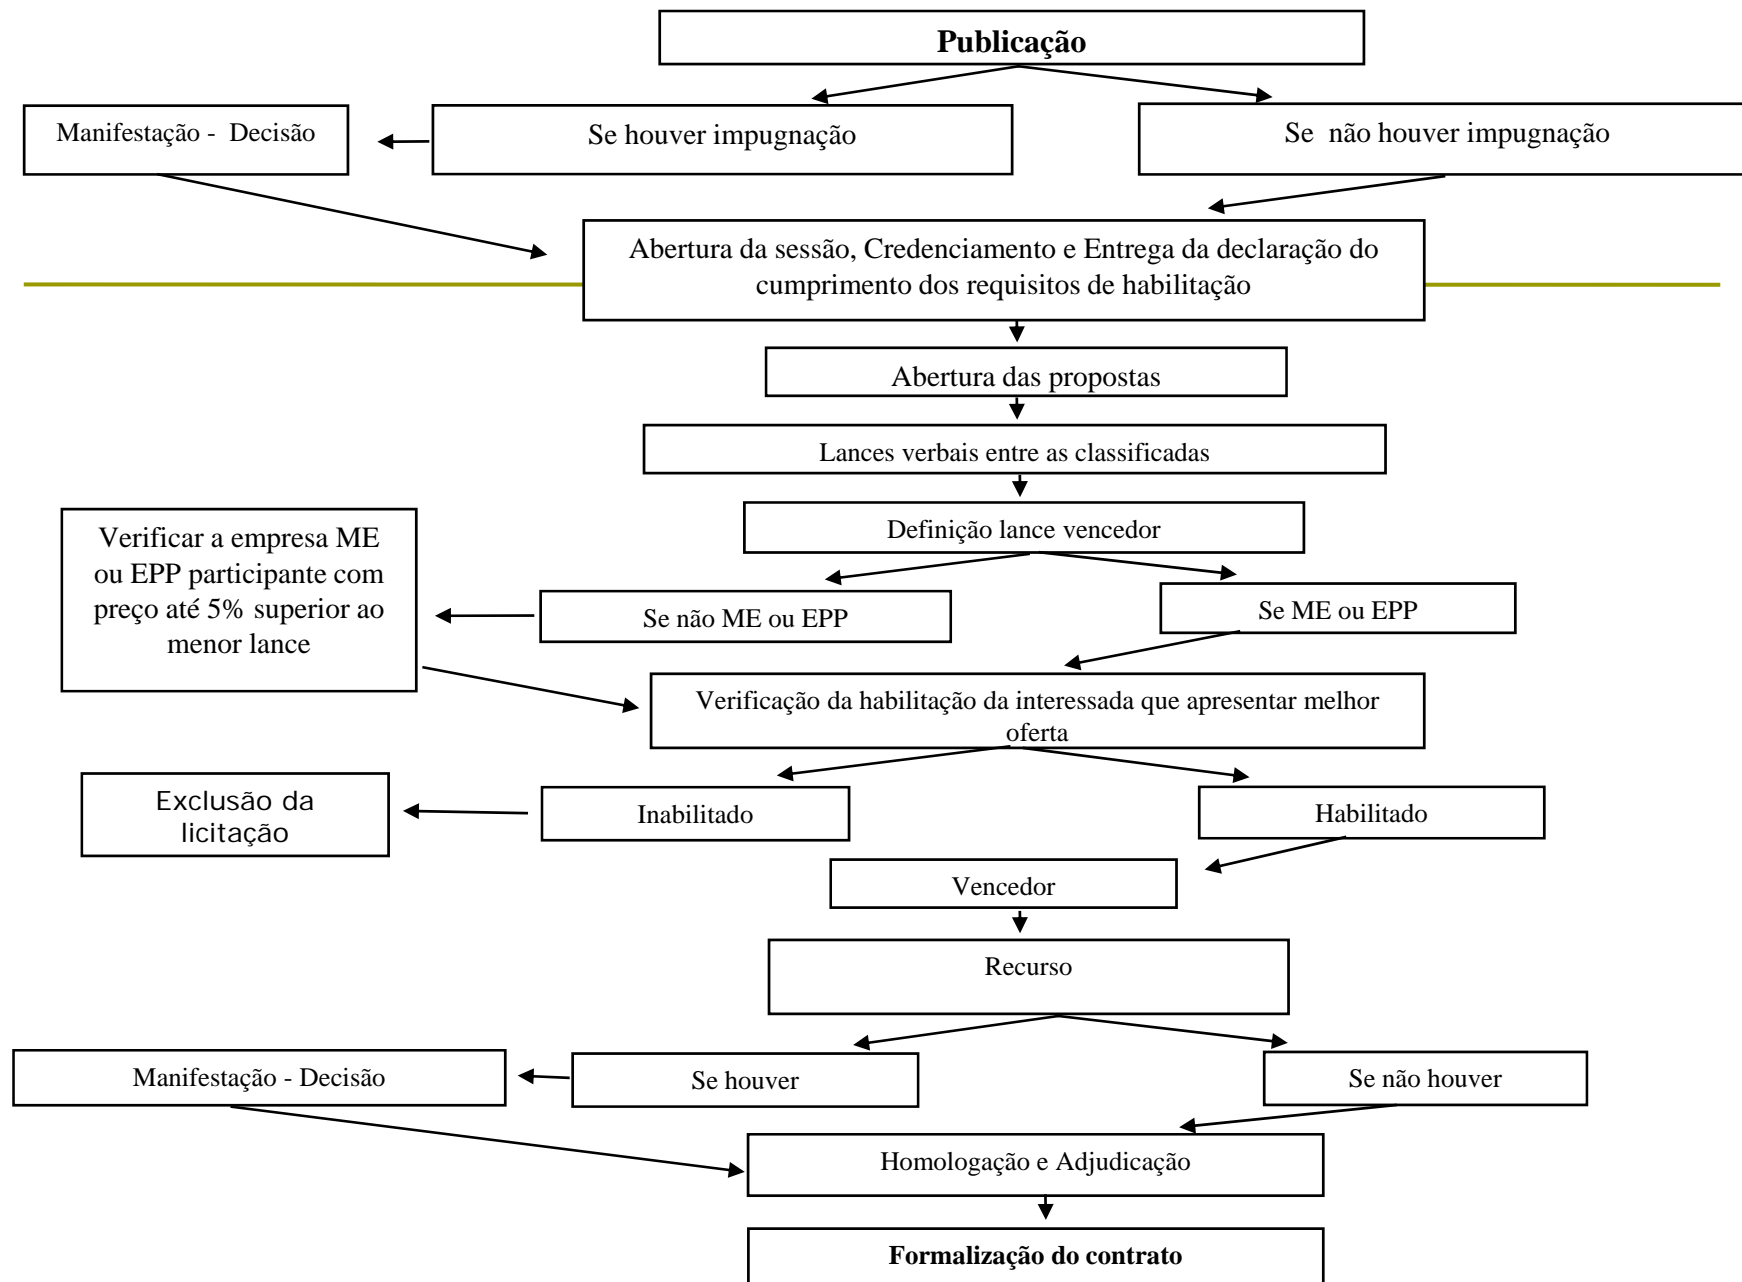 Publicação
Manifestação - Decisão
Se houver impugnação
Se não houver impugnação
Abertura da sessão, Credenciamento e Entrega da declaração do
cumprimento dos requisitos de habilitação
Abertura das propostas
Lances verbais entre as classificadas
Definição lance vencedor
Verificar a empresa ME
ou EPP participante com
preço até 5% superior ao
menor lance
Se não ME ou EPP
Se ME ou EPP
Verificação da habilitação da interessada que apresentar melhor
oferta
Exclusão da
licitação
Inabilitado
Habilitado
Vencedor
Recurso
Manifestação - Decisão
Se houver
Se não houver
Homologação e Adjudicação
Formalização do contrato